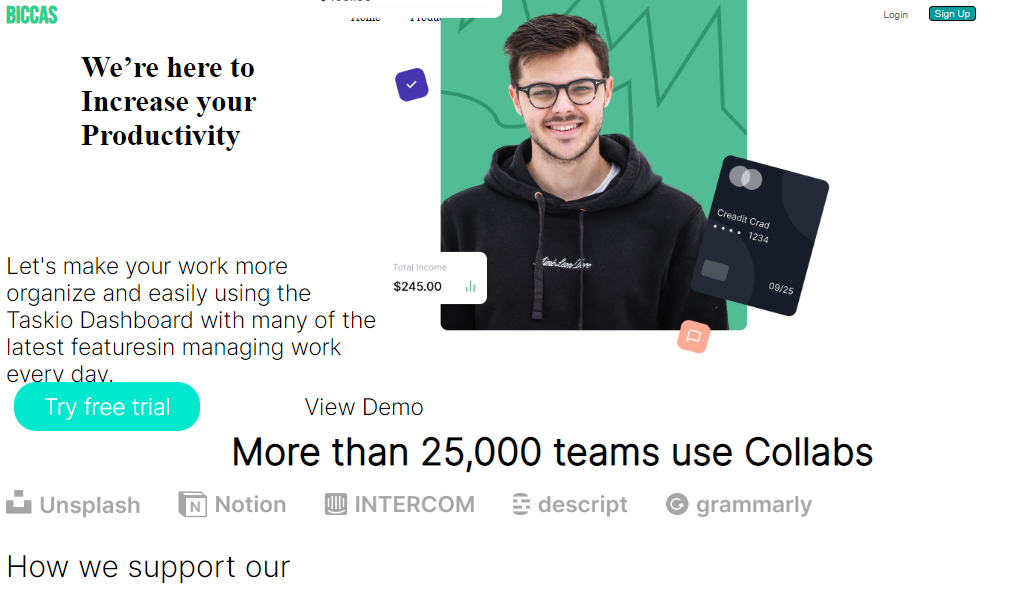 BICCAS
Home
Login
Sign Up
We’re here to
Increase your
Productivity
Creadit Crad
1234
09/25
Total Income
$245.00
Let's make your work more
organize and easily using the
Taskio Dashboard with many of the
latest featuresin managing work
every day.
Try free trial
View Demo
More than 25,000 teams use Collabs
Unsplash
Notion
INTERCOM
descript
grammarly
How we support our